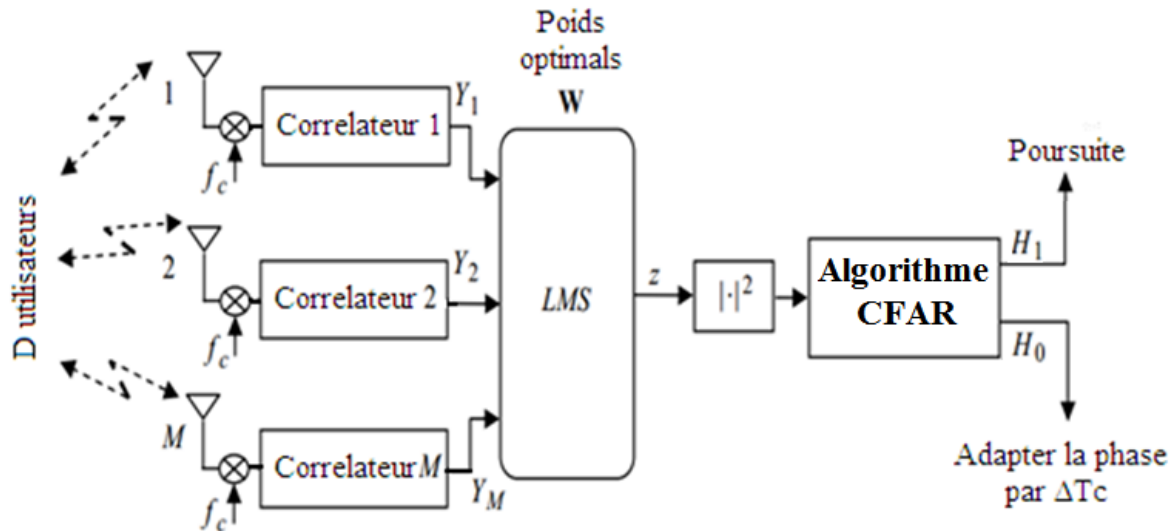 D utilisateurs
1
f_c
Correlateur 1
Y_1
2
f_c
Correlateur 2
Y_2
M
f_c
Correlateur M
Y_M
Poids
optimals
W
LMS
z
|·|²
Algorithme
CFAR
H_1
Poursuite
H_0
Adapter la phase
par ΔTc